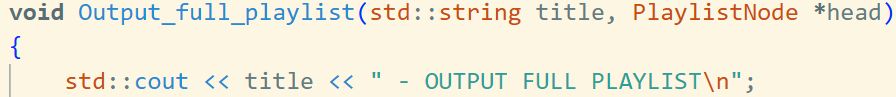 void Output_full_playlist(std::string title, PlaylistNode *head)
{
    std::cout << title << " - OUTPUT FULL PLAYLIST\n";